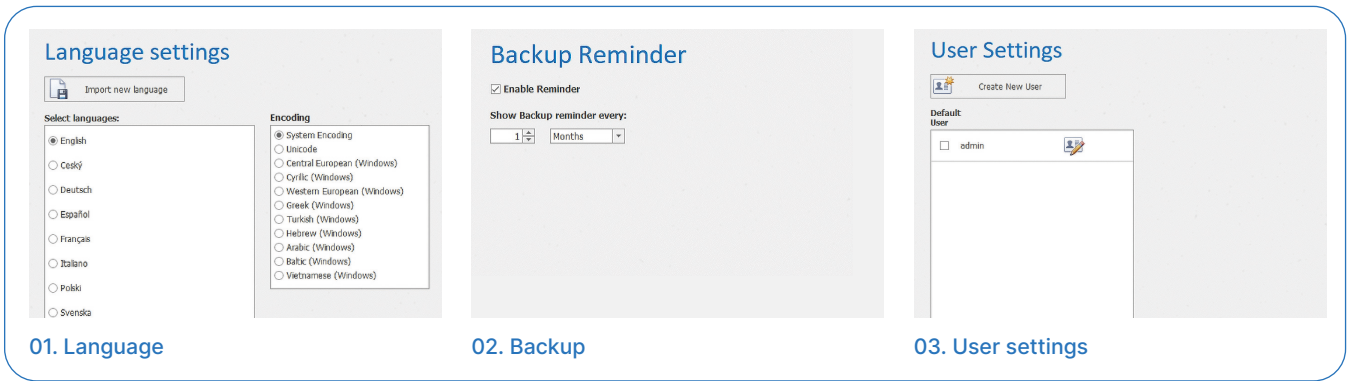 Language settings
Import new language
Select languages:
English
Ceský
Deutsch
Español
Français
Italiano
Polski
Svenska
Encoding
System Encoding
Unicode
Central European (Windows)
Cyrilic (Windows)
Western European (Windows)
Greek (Windows)
Turkish (Windows)
Hebrew (Windows)
Arabic (Windows)
Baltic (Windows)
Vietnamese (Windows)
01. Language
Backup Reminder
Enable Reminder
Show Backup reminder every:
1 Months
02. Backup
User Settings
Create New User
Default
User
admin
03. User settings